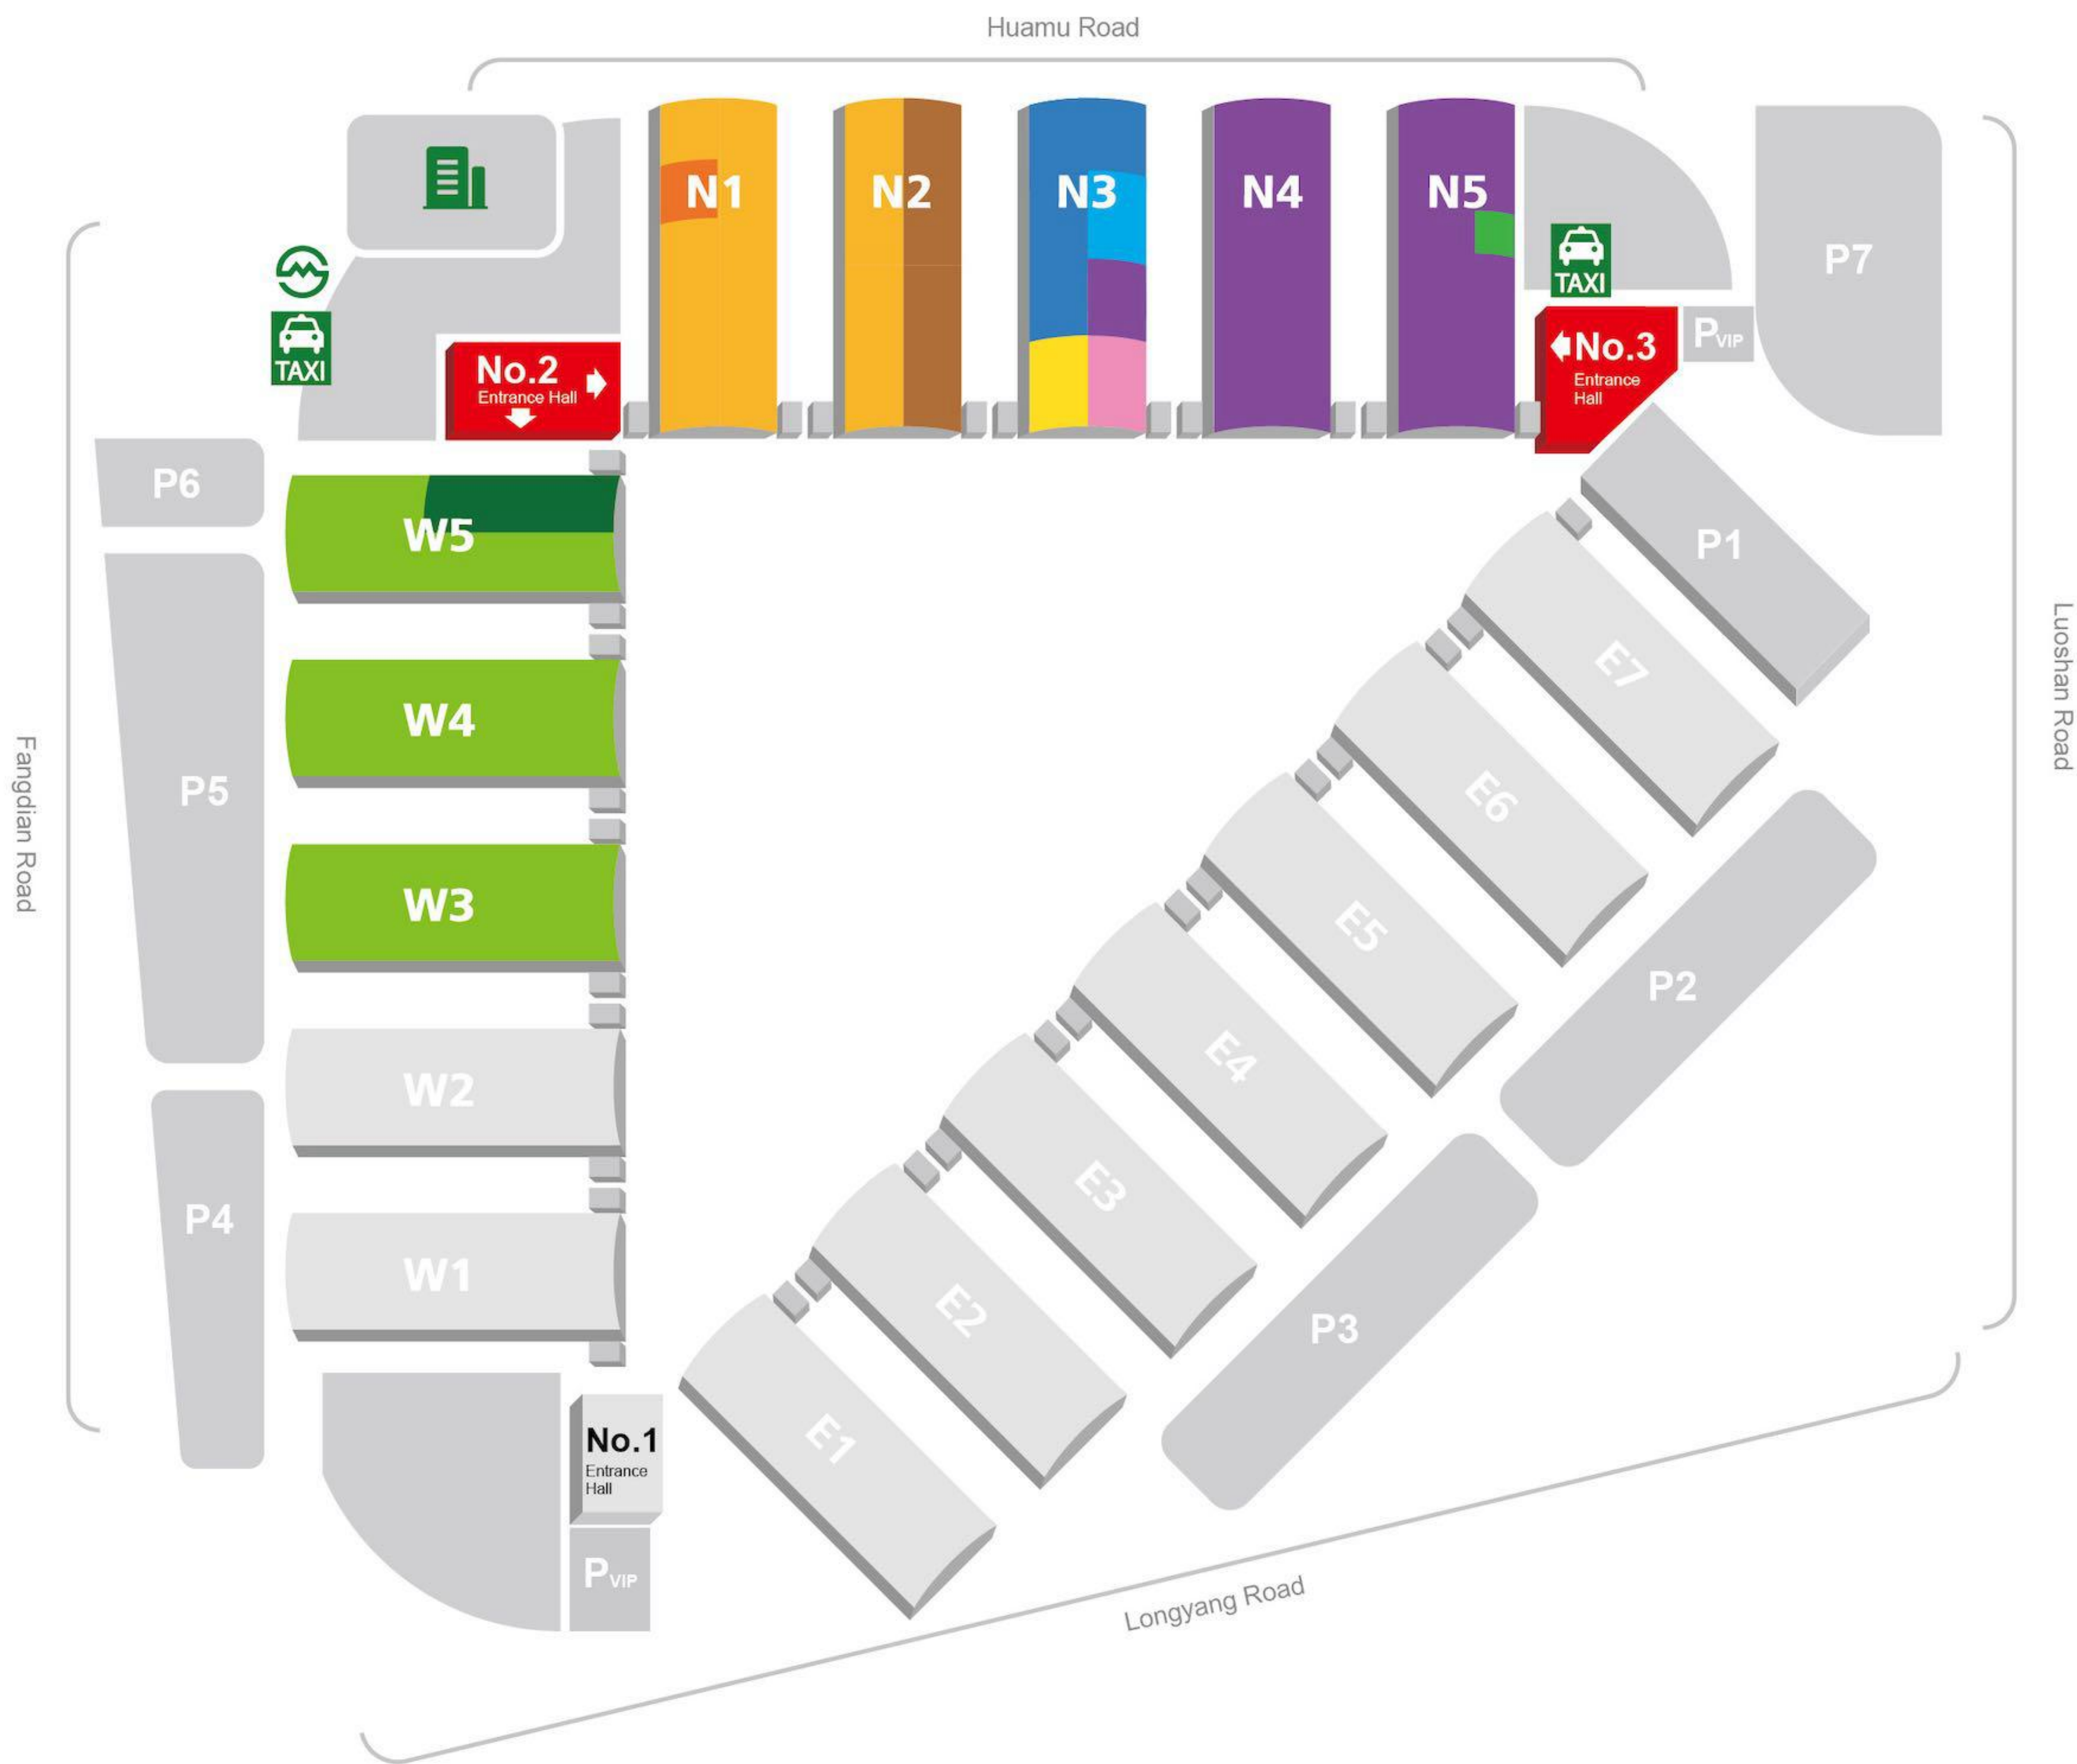 Huamu Road
N1
N2
N3
N4
N5
TAXI
P7
TAXI
No.2
Entrance Hall
No.3
Entrance
Hall
PVIP
P6
W5
P1
P5
W4
E7
Luoshan Road
Fangdian Road
W3
E6
E5
P2
W2
E4
P4
E3
W1
E2
P3
No.1
Entrance
Hall
E1
PVIP
Longyang Road